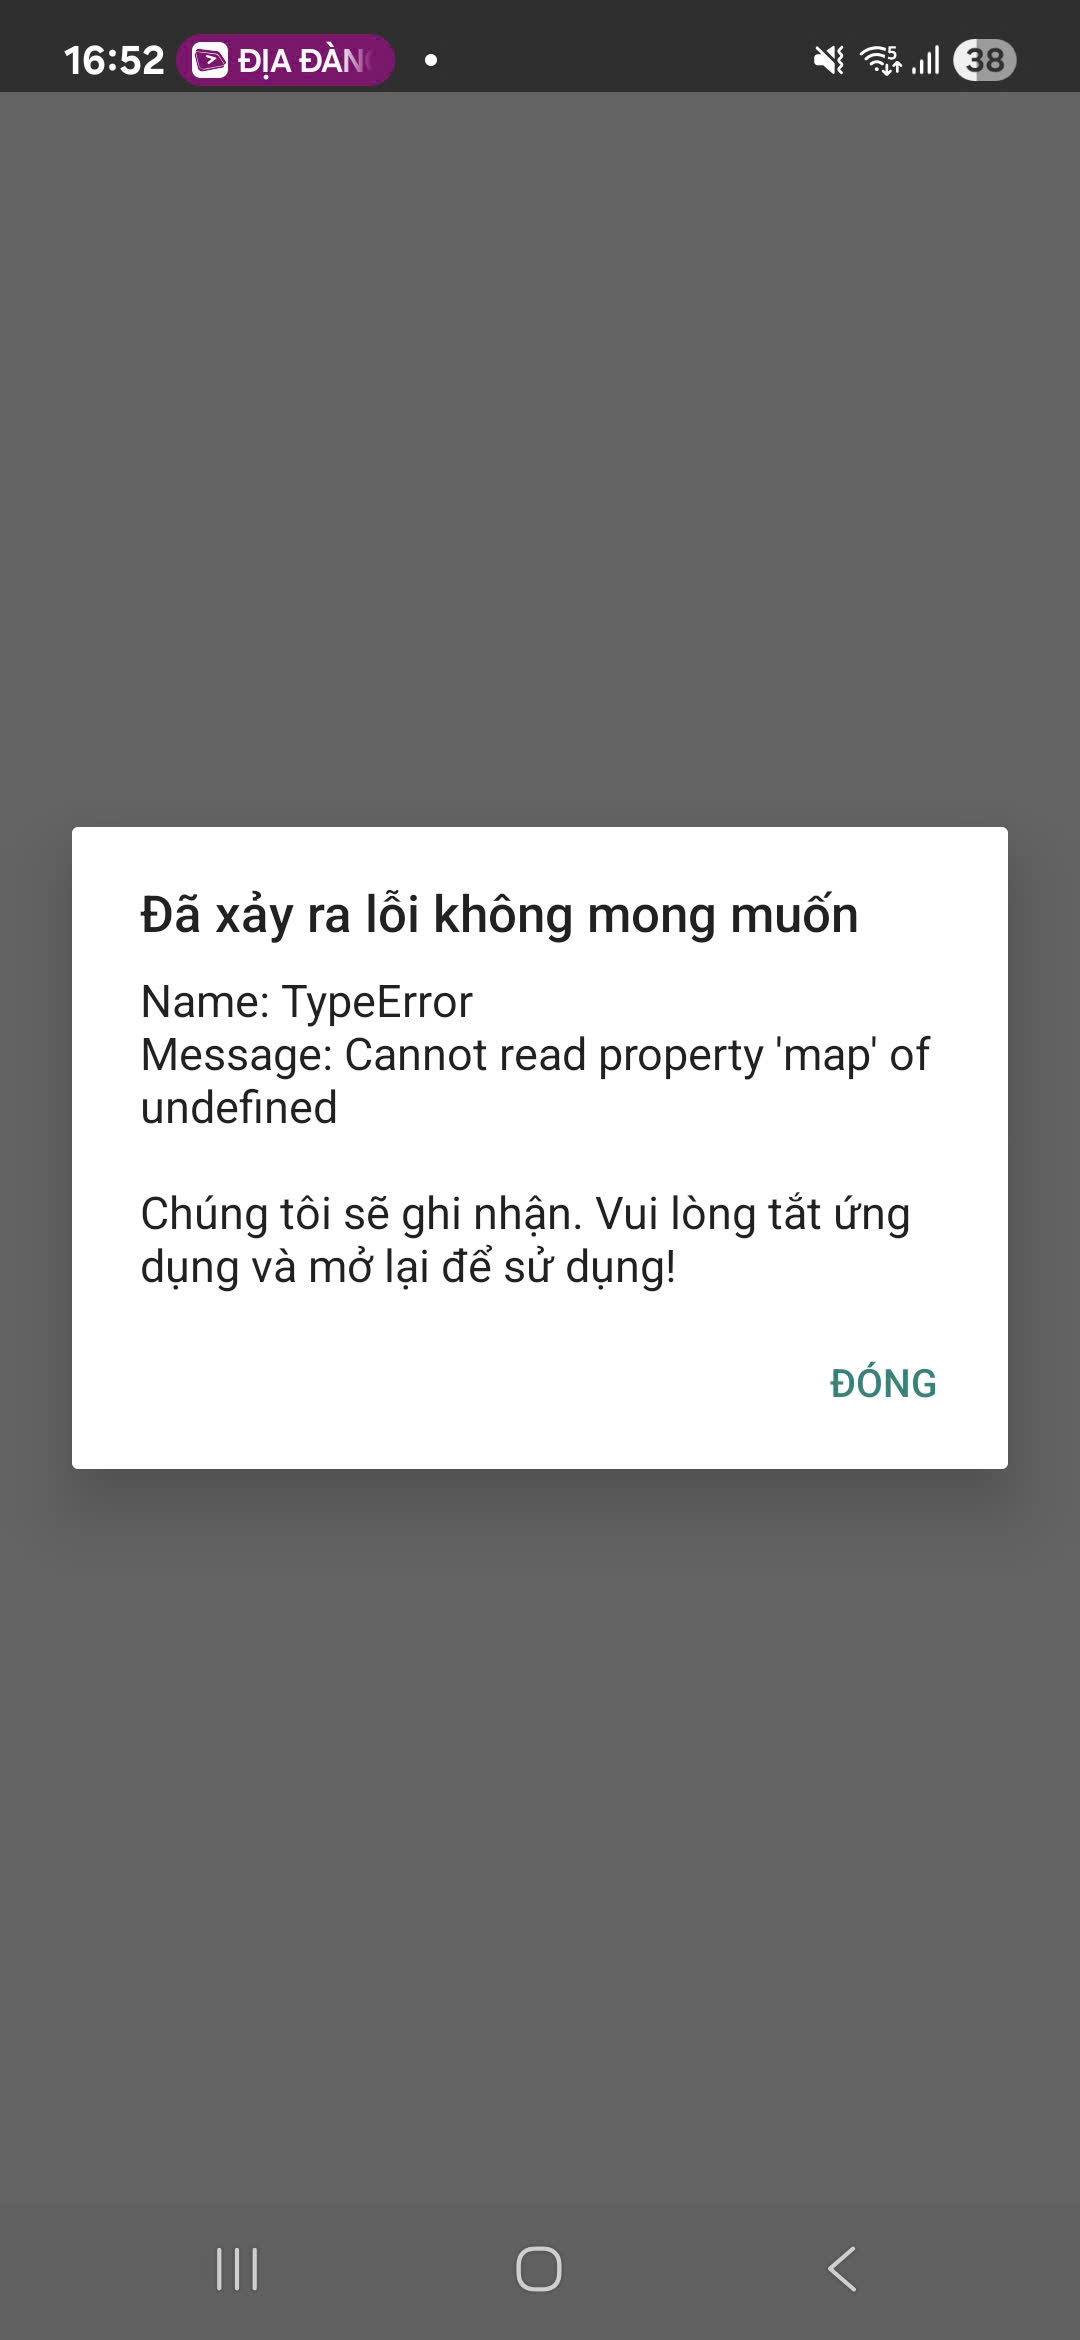 16:52 ĐỊA ĐÀN 5 38
Đã xảy ra lỗi không mong muốn
Name: TypeError
Message: Cannot read property 'map' of
undefined
Chúng tôi sẽ ghi nhận. Vui lòng tắt ứng
dụng và mở lại để sử dụng!
ĐÓNG